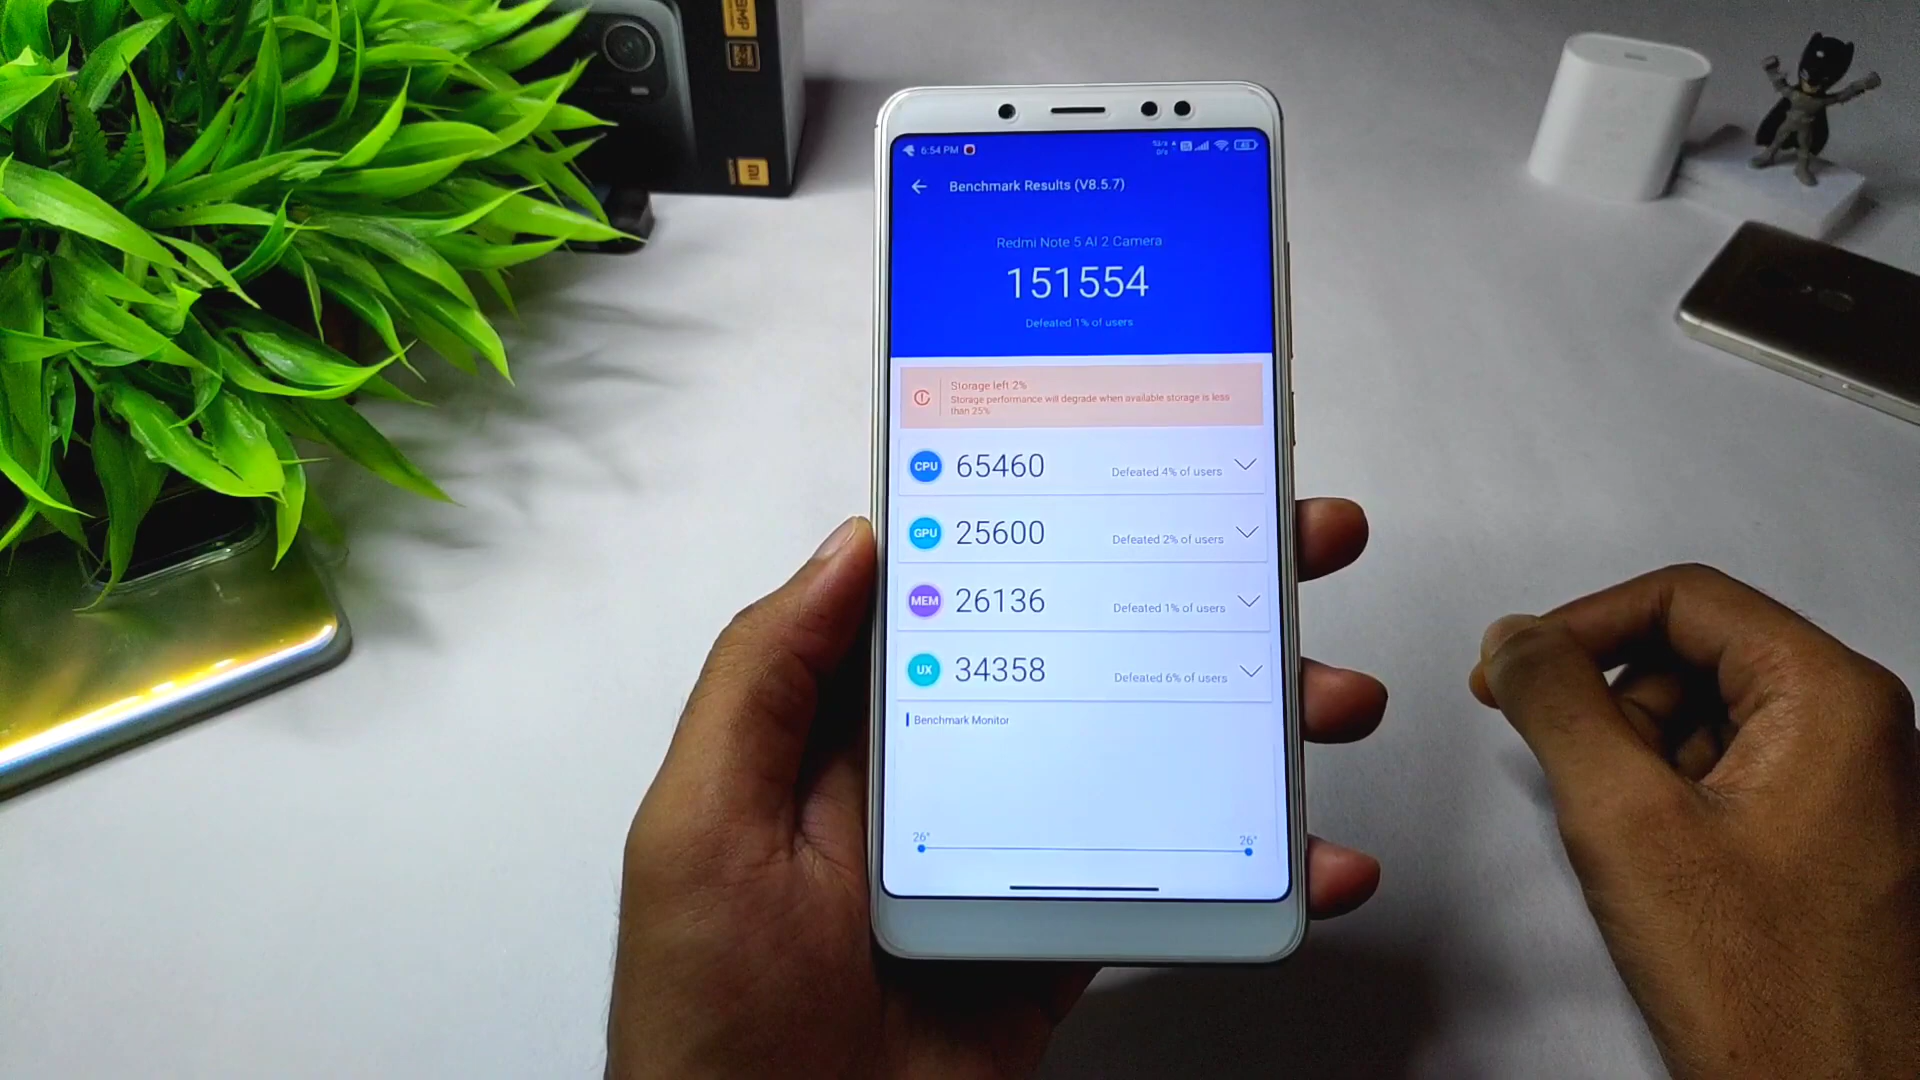 8MP
6:54 PM
Benchmark Results (V8.5.7)
Redmi Note 5 AI 2 Camera
151554
Defeated 1% of users
Storage left 2%
Storage performance will degrade when available storage is less
than 25%
CPU 65460 Defeated 4% of users
GPU 25600 Defeated 2% of users
MEM 26136 Defeated 1% of users
UX 34358 Defeated 6% of users
Benchmark Monitor
26° 26°